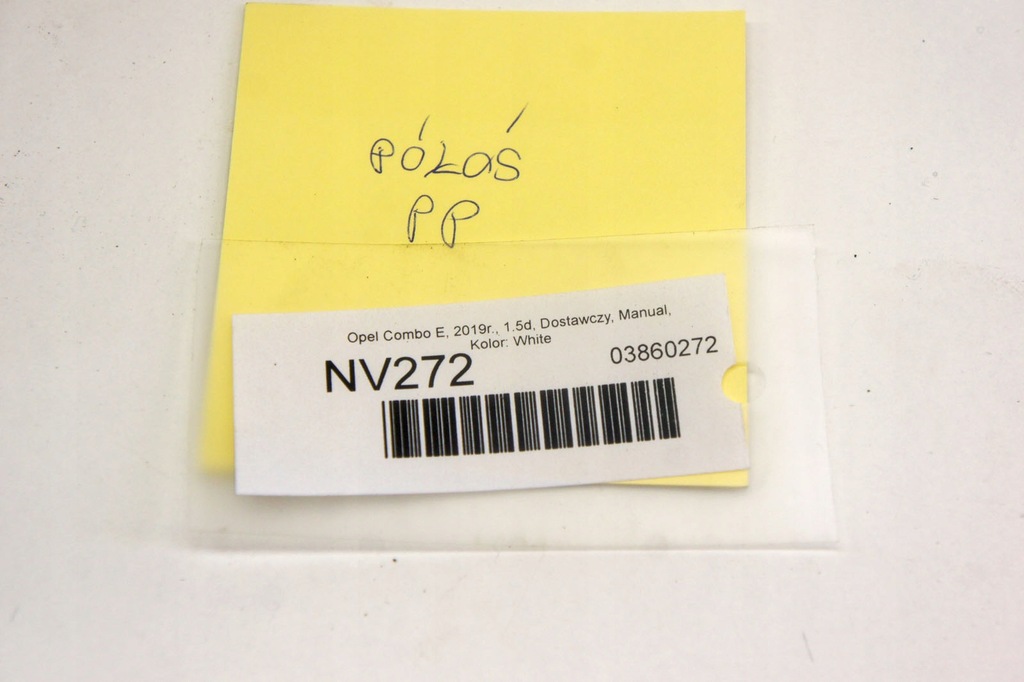 PÓŁOŚ
PP
Opel Combo E, 2019r., 1.5d, Dostawczy, Manual,
Kolor: White
NV272
03860272